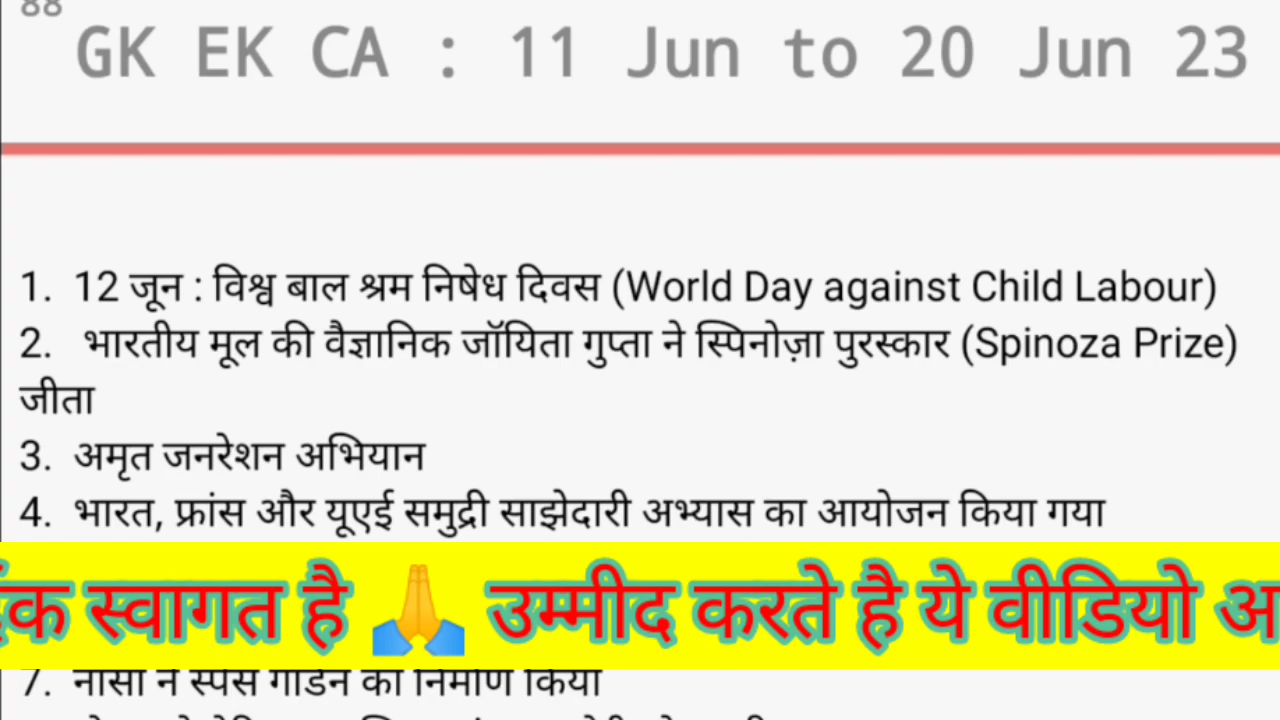 88
GK EK CA : 11 Jun to 20 Jun 23
1. 12 जून : विश्व बाल श्रम निषेध दिवस (World Day against Child Labour)
2. भारतीय मूल की वैज्ञानिक जॉयिता गुप्ता ने स्पिनोज़ा पुरस्कार (Spinoza Prize)
जीता
3. अमृत जनरेशन अभियान
4. भारत, फ्रांस और यूएई समुद्री साझेदारी अभ्यास का आयोजन किया गया
स्वागत है 🙏 उम्मीद करते है ये वीडियो
7. नासा ने स्पेस गार्डन का निर्माण किया